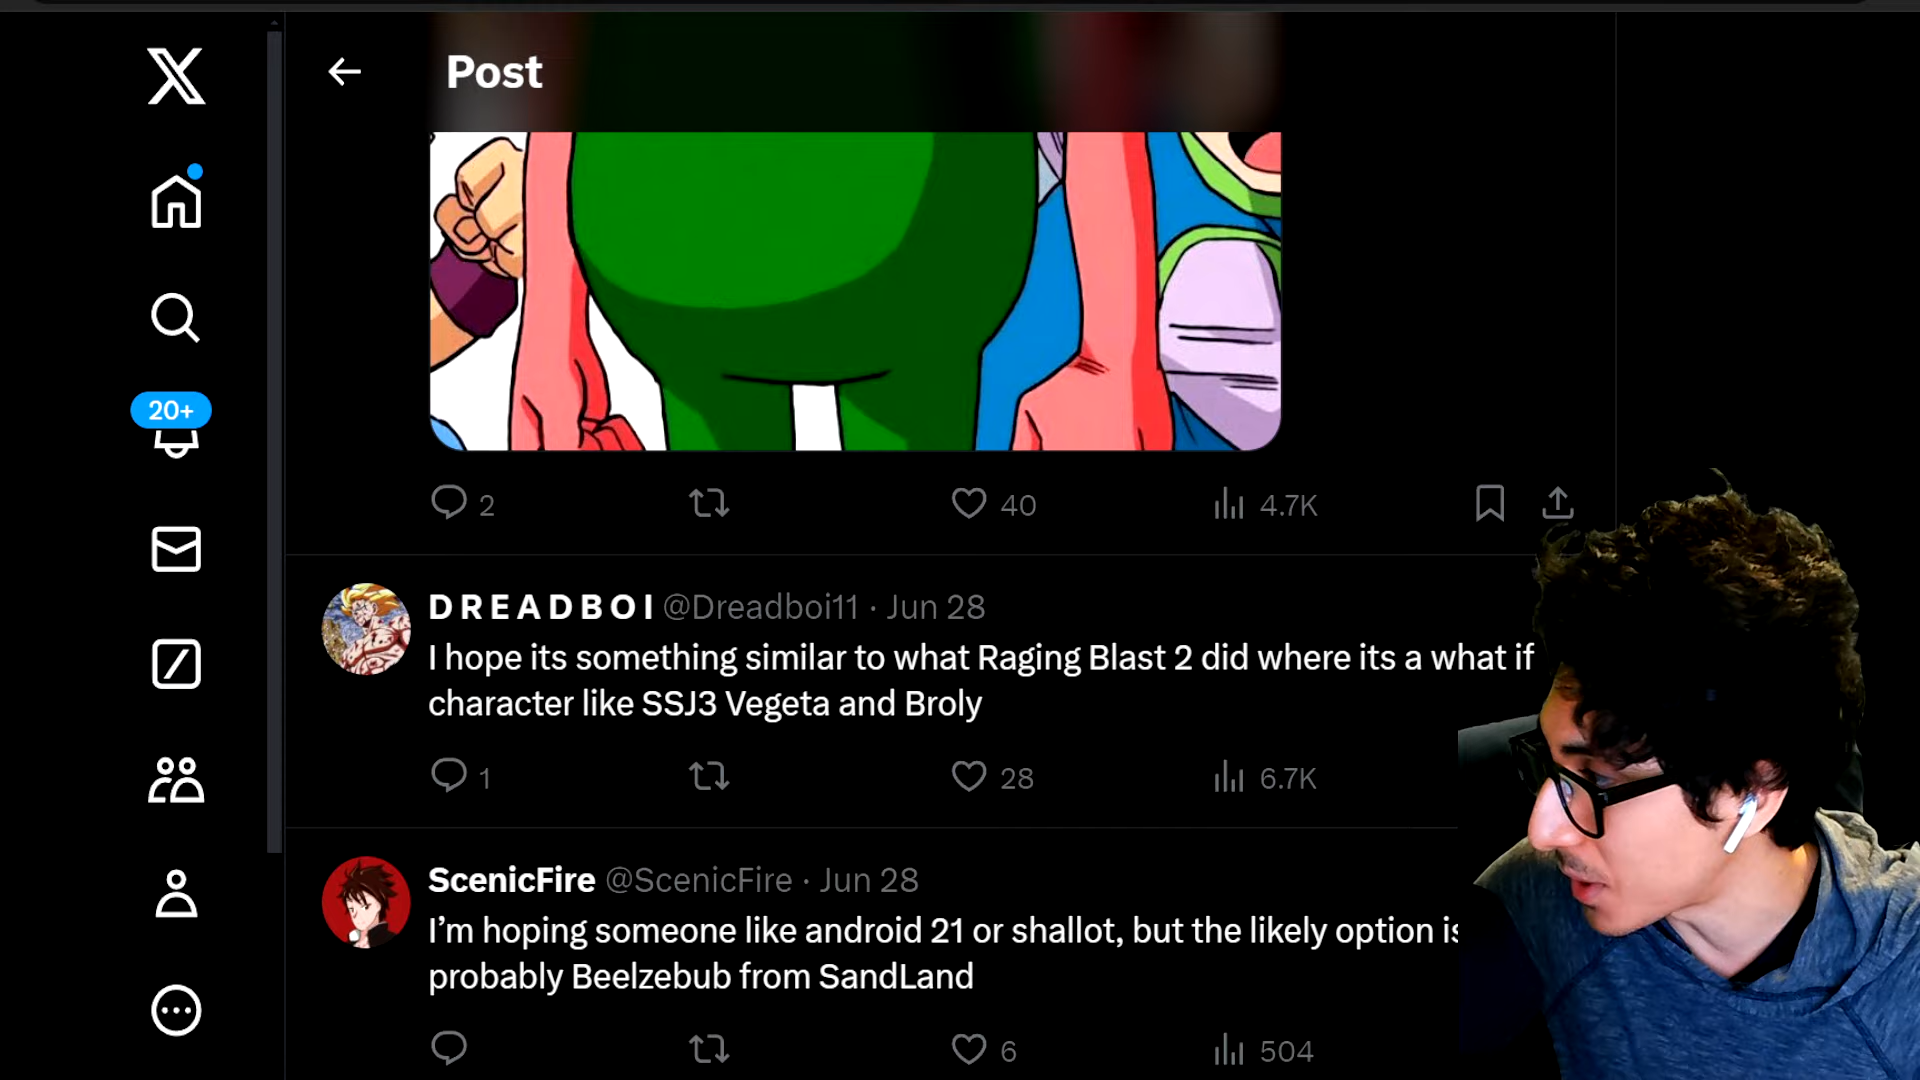 Post
20+
2
40
4.7K
D R E A D B O I @Dreadboi11 · Jun 28
I hope its something similar to what Raging Blast 2 did where its a what if
character like SSJ3 Vegeta and Broly
1
28
6.7K
ScenicFire @ScenicFire · Jun 28
I’m hoping someone like android 21 or shallot, but the likely option is
probably Beelzebub from SandLand
6
504